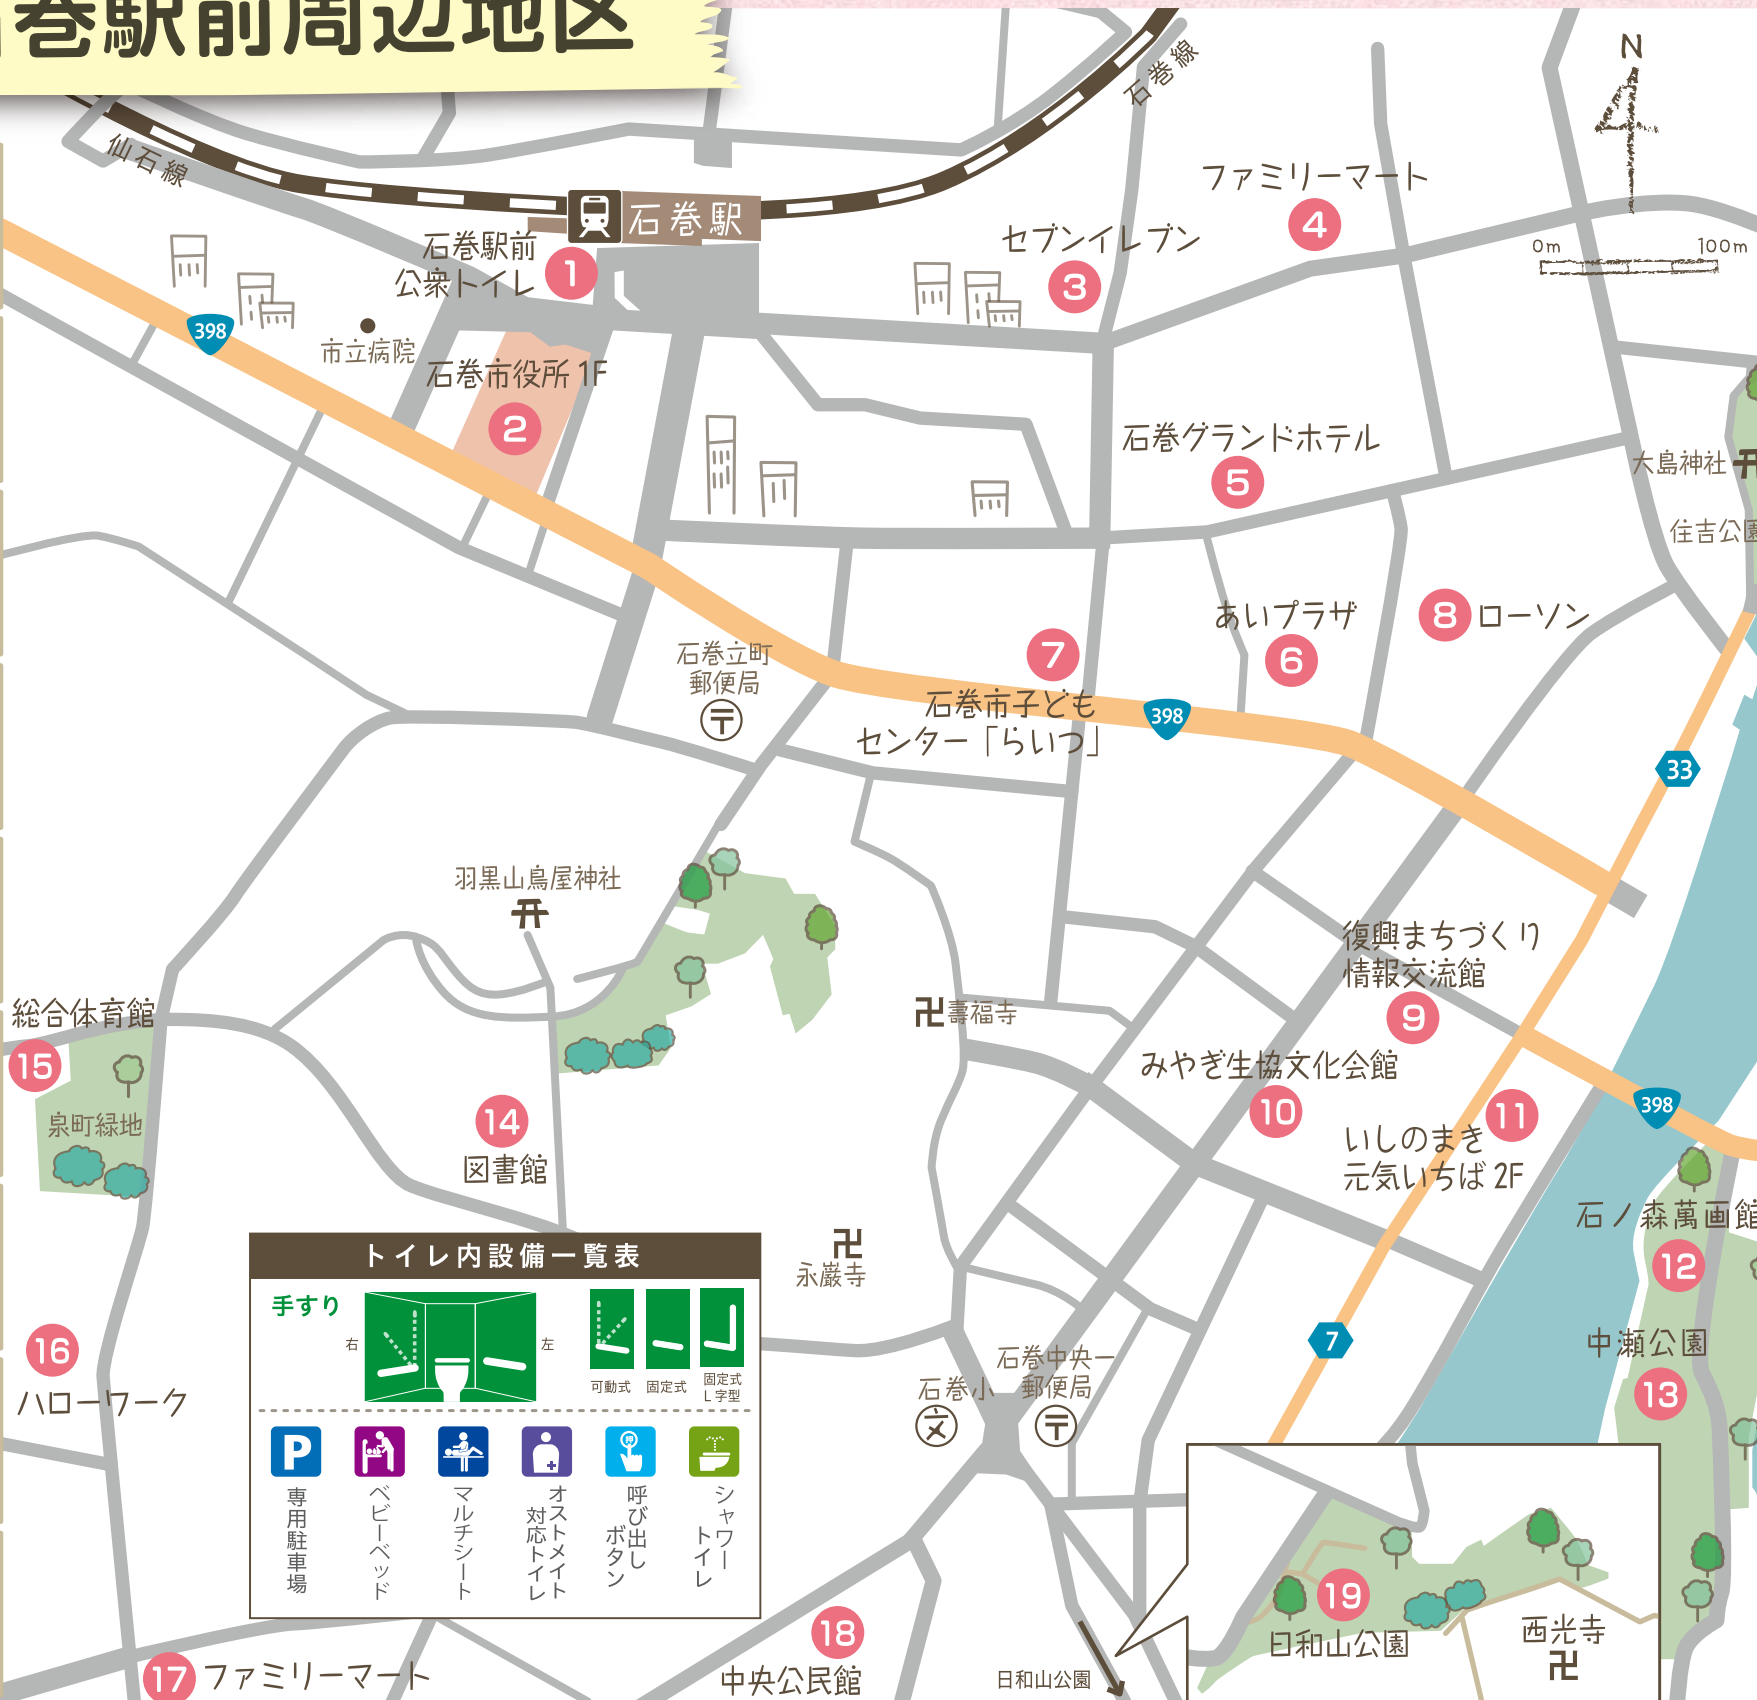 巻駅前周辺地区
石巻線
N
仙石線
石巻駅
ファミリーマート
4
セブンイレブン
3
0m 100m
石巻駅前
公衆トイレ
1
398
市立病院
石巻市役所 1F
2
石巻グランドホテル
5
大島神社
住吉公園
あいプラザ
6
8 ローソン
7
石巻市子ども
センター「らいつ」
398
石巻立町
郵便局
33
羽黒山鳥屋神社
復興まちづくり
情報交流館
9
壽福寺
総合体育館
15
泉町緑地
みやぎ生協文化会館
10
11
いしのまき
元気いちば 2F
398
14
図書館
石ノ森萬画館
12
中瀬公園
13
永巌寺
7
16
ハローワーク
石巻小
文
石巻中央一
郵便局
トイレ内設備一覧表
手すり
右
左
可動式
固定式
固定式
L字型
P
専用駐車場
ベビーベッド
マルチシート
オストメイト
対応トイレ
押
呼び出し
ボタン
シャワー
トイレ
19
日和山公園
西光寺
18
中央公民館
日和山公園
17 ファミリーマート